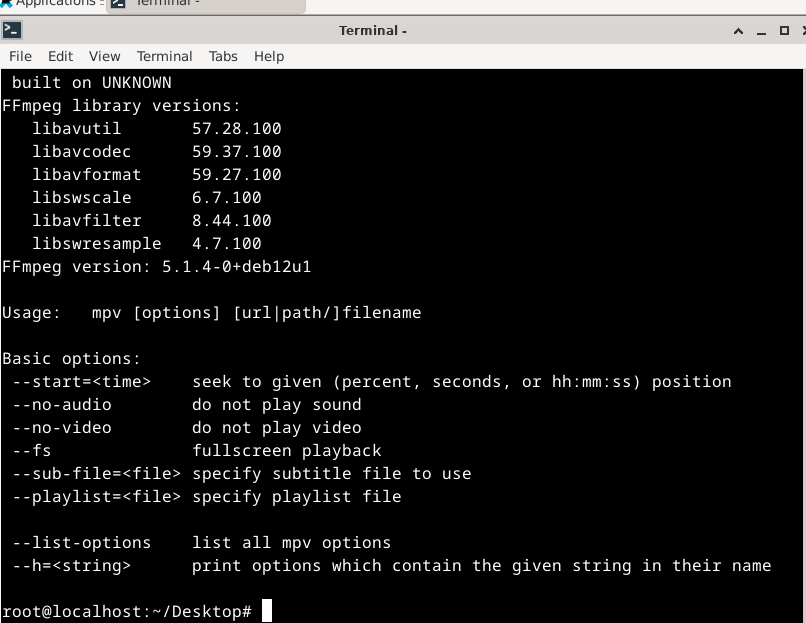 Applications
Terminal -
Terminal -
File Edit View Terminal Tabs Help
built on UNKNOWN
FFmpeg library versions:
libavutil 57.28.100
libavcodec 59.37.100
libavformat 59.27.100
libswscale 6.7.100
libavfilter 8.44.100
libswresample 4.7.100
FFmpeg version: 5.1.4-0+deb12u1
Usage: mpv [options] [url|path/]filename
Basic options:
--start=<time> seek to given (percent, seconds, or hh:mm:ss) position
--no-audio do not play sound
--no-video do not play video
--fs fullscreen playback
--sub-file=<file> specify subtitle file to use
--playlist=<file> specify playlist file
--list-options list all mpv options
--h=<string> print options which contain the given string in their name
root@localhost:~/Desktop#